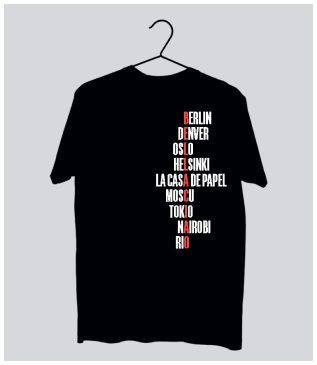 BERLIN
DENVER
OSLO
HELSINKI
LA CASA DE PAPEL
MOSCU
TOKIO
NAIROBI
RIO